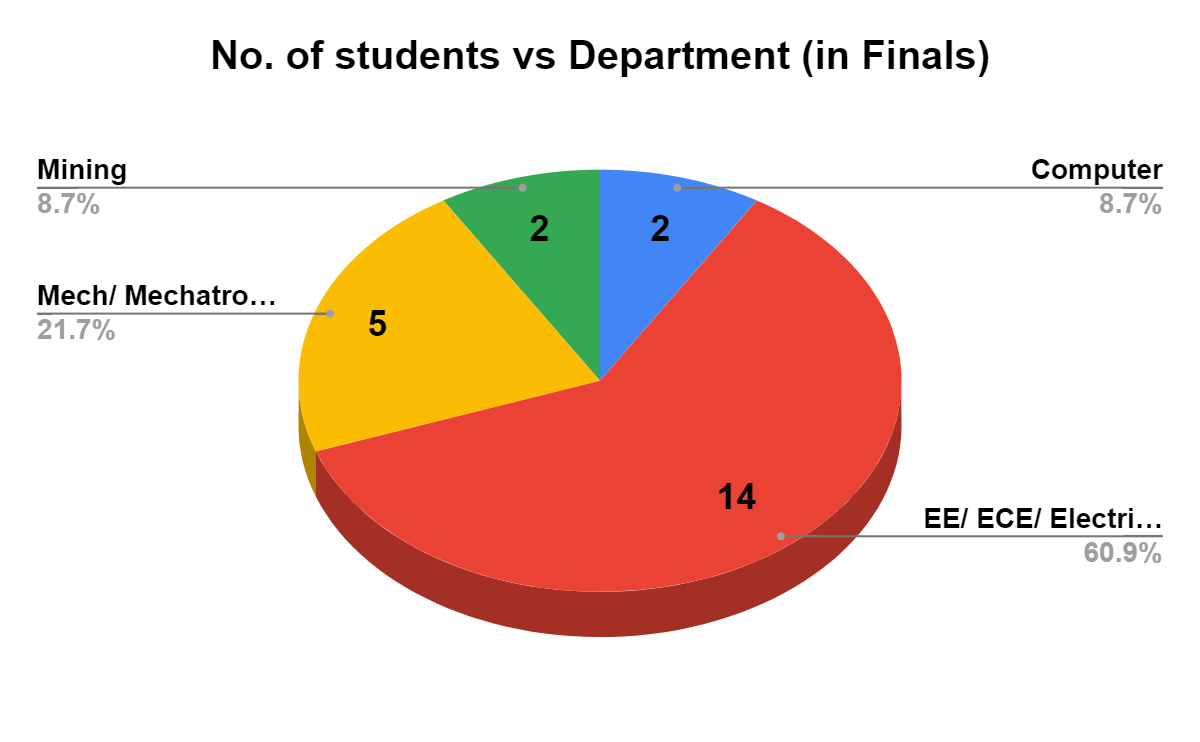 No. of students vs Department (in Finals)
Mining
8.7%
Computer
8.7%
2
2
Mech/ Mechatro…
21.7%
5
14
EE/ ECE/ Electri…
60.9%